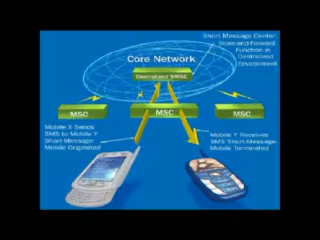 Short Message Center
Store-and-Forward
Function in
Centralized
Environment
Core Network
Centralized SMSC
MSC
MSC
MSC
Mobile X Sends
SMS to Mobile Y
Short-Message
Mobile Originated
Mobile Y Receives
SMS Short-Message
Mobile Terminated